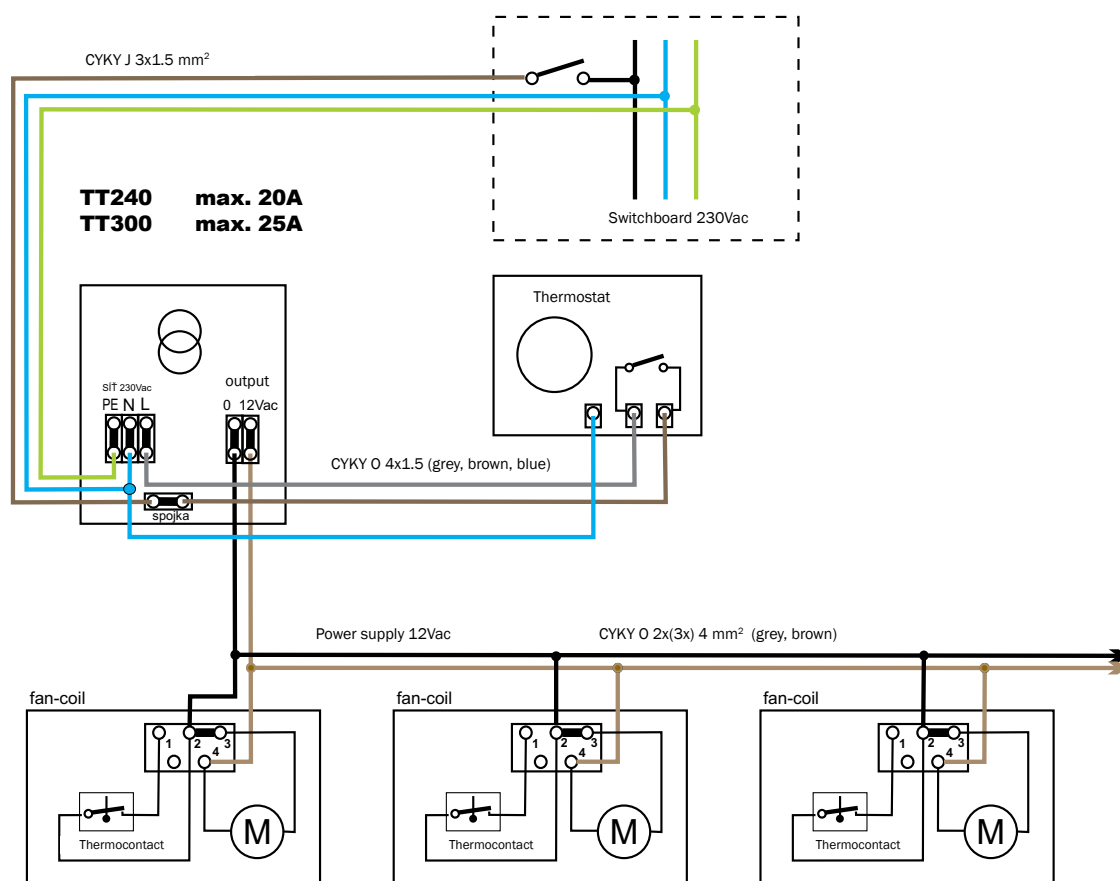 CYKY J 3x1.5 mm²
TT240 max. 20A
TT300 max. 25A
Switchboard 230Vac
Thermostat
SÍŤ 230Vac
output
PE N L
0 12Vac
CYKY O 4x1.5 (grey, brown, blue)
spojka
Power supply 12Vac
CYKY O 2x(3x) 4 mm² (grey, brown)
fan-coil
fan-coil
fan-coil
1 2 3
4
1 2 3
4
1 2 3
4
M
M
M
Thermocontact
Thermocontact
Thermocontact